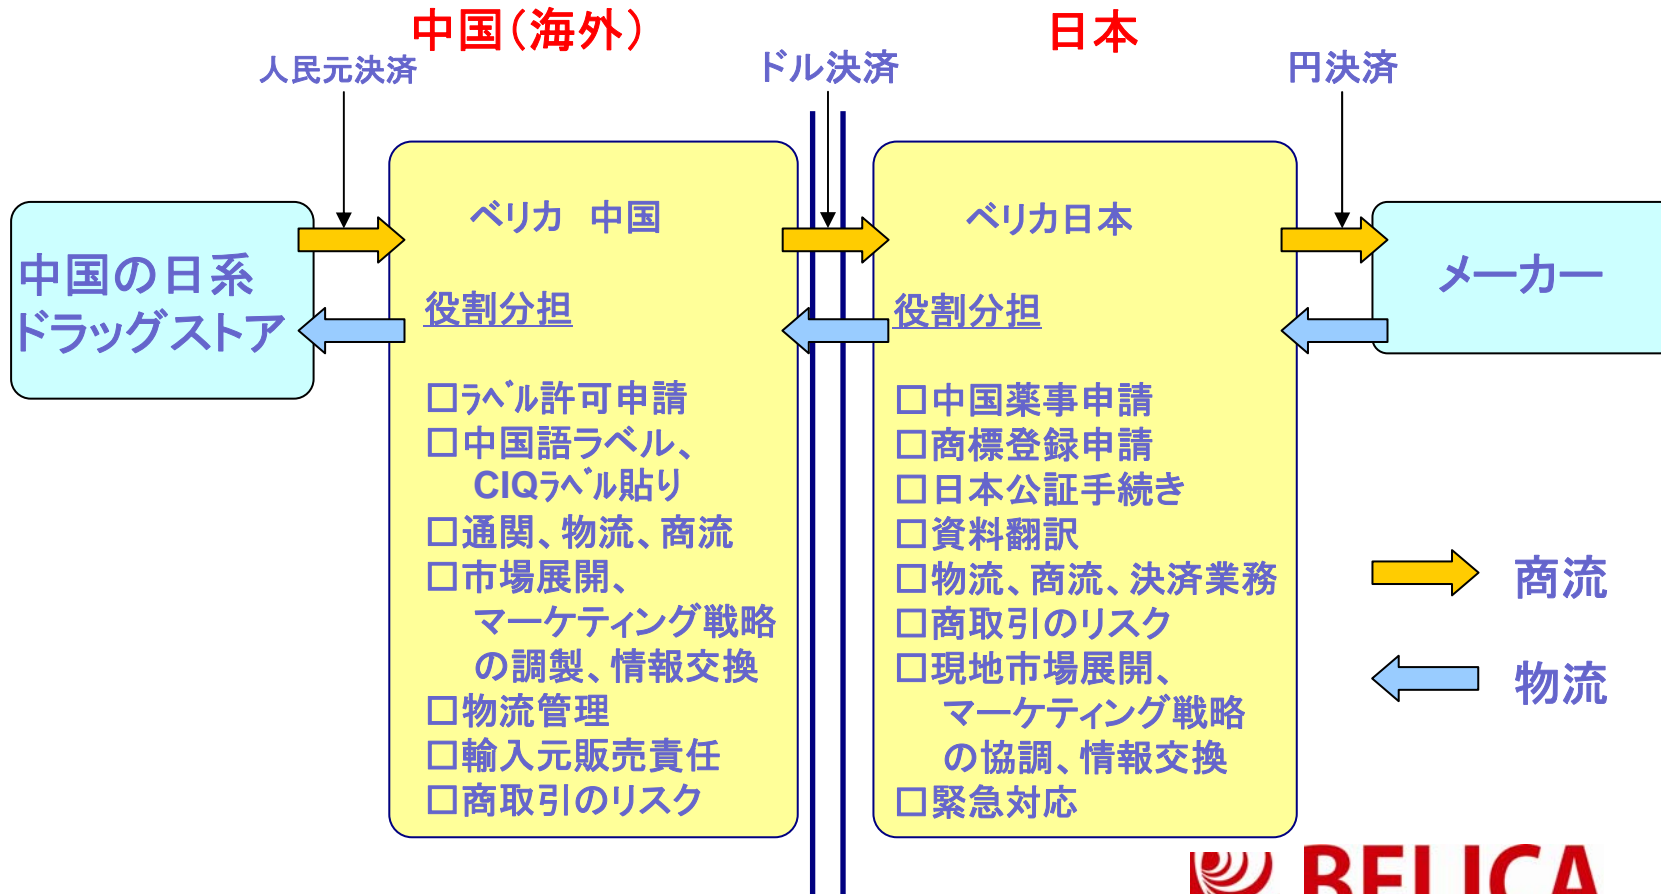 中国（海外）
日本
人民元決済
ドル決済
円決済
中国の日系
ドラッグストア
ベリカ　中国
役割分担
□ﾗﾍﾞﾙ許可申請
□中国語ラベル、
CIQﾗﾍﾞﾙ貼り
□通関、物流、商流
□市場展開、
マーケティング戦略
の調製、情報交換
□物流管理
□輸入元販売責任
□商取引のリスク
ベリカ日本
役割分担
□中国薬事申請
□商標登録申請
□日本公証手続き
□資料翻訳
□物流、商流、決済業務
□商取引のリスク
□現地市場展開、
マーケティング戦略
の協調、情報交換
□緊急対応
メーカー
商流
物流
BELICA